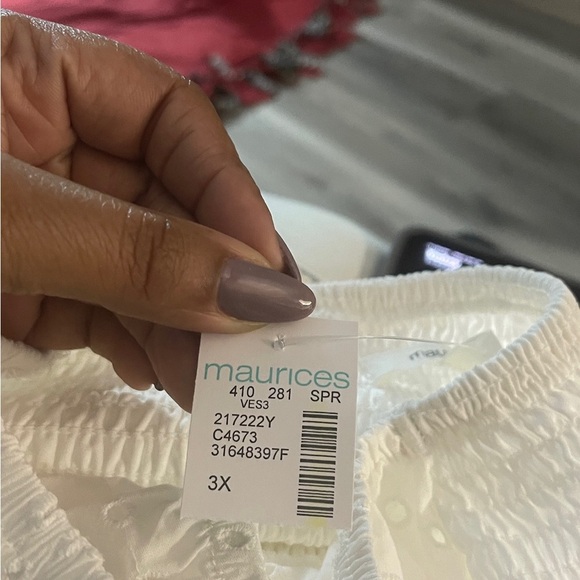 maurices
410 281 SPR
VES3
217222Y
C4673
31648397F
3X